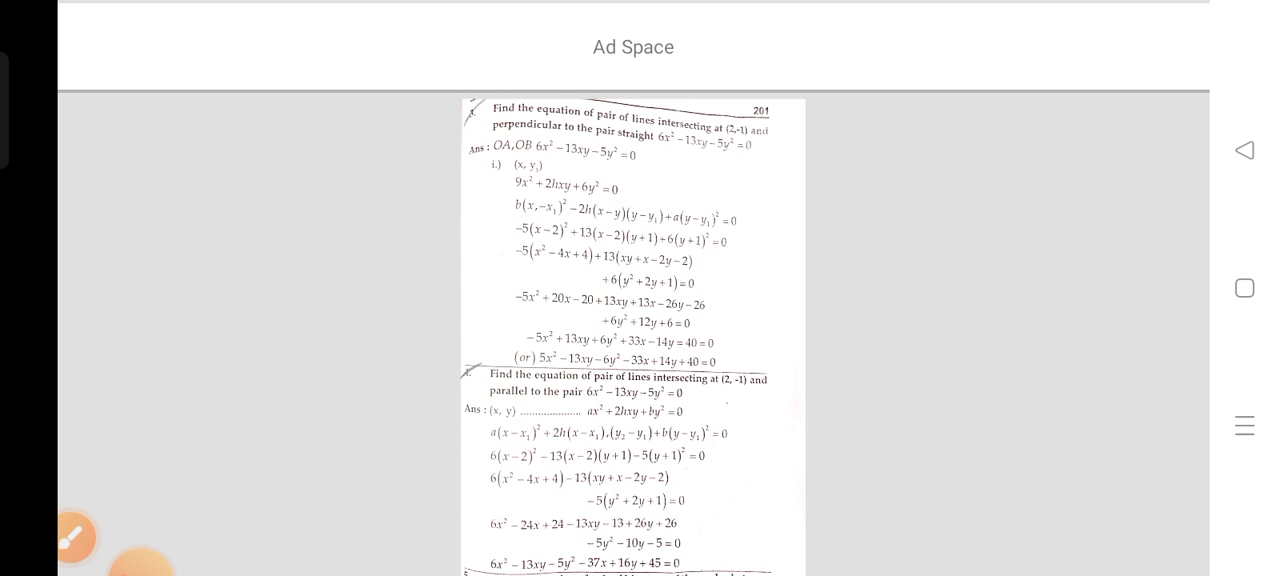 Ad Space
201
Find the equation of pair of lines intersecting at (2,-1) and
perpendicular to the pair straight 6x² – 13xy – 5y² = 0
Ans : OA,OB 6x² – 13xy – 5y² = 0
i.) (x, y₁)
9x² + 2hxy + 6y² = 0
b(x,–x₁)² – 2h(x–y)(y–y₁)+a(y–y₁)² = 0
–5(x–2)² + 13(x–2)(y+1)+6(y+1)² = 0
–5(x² – 4x + 4) + 13(xy + x – 2y – 2)
+6(y² + 2y + 1) = 0
–5x² + 20x – 20 + 13xy + 13x – 26y – 26
+6y² + 12y + 6 = 0
– 5x² + 13xy + 6y² + 33x – 14y = 40 = 0
(or) 5x² – 13xy – 6y² – 33x + 14y + 40 = 0
Find the equation of pair of lines intersecting at (2, -1) and
parallel to the pair 6x² – 13xy – 5y² = 0
Ans : (x, y) ..................... ax² + 2hxy + by² = 0
a(x–x₁)² + 2h(x–x₁),(y₂–y₁)+b(y–y₁)² = 0
6(x–2)² – 13(x–2)(y+1)–5(y+1)² = 0
6(x² – 4x + 4) – 13(xy + x – 2y – 2)
–5(y² + 2y + 1) = 0
6x² – 24x + 24 – 13xy – 13 + 26y + 26
–5y² – 10y – 5 = 0
6x² – 13xy – 5y² – 37x + 16y + 45 = 0